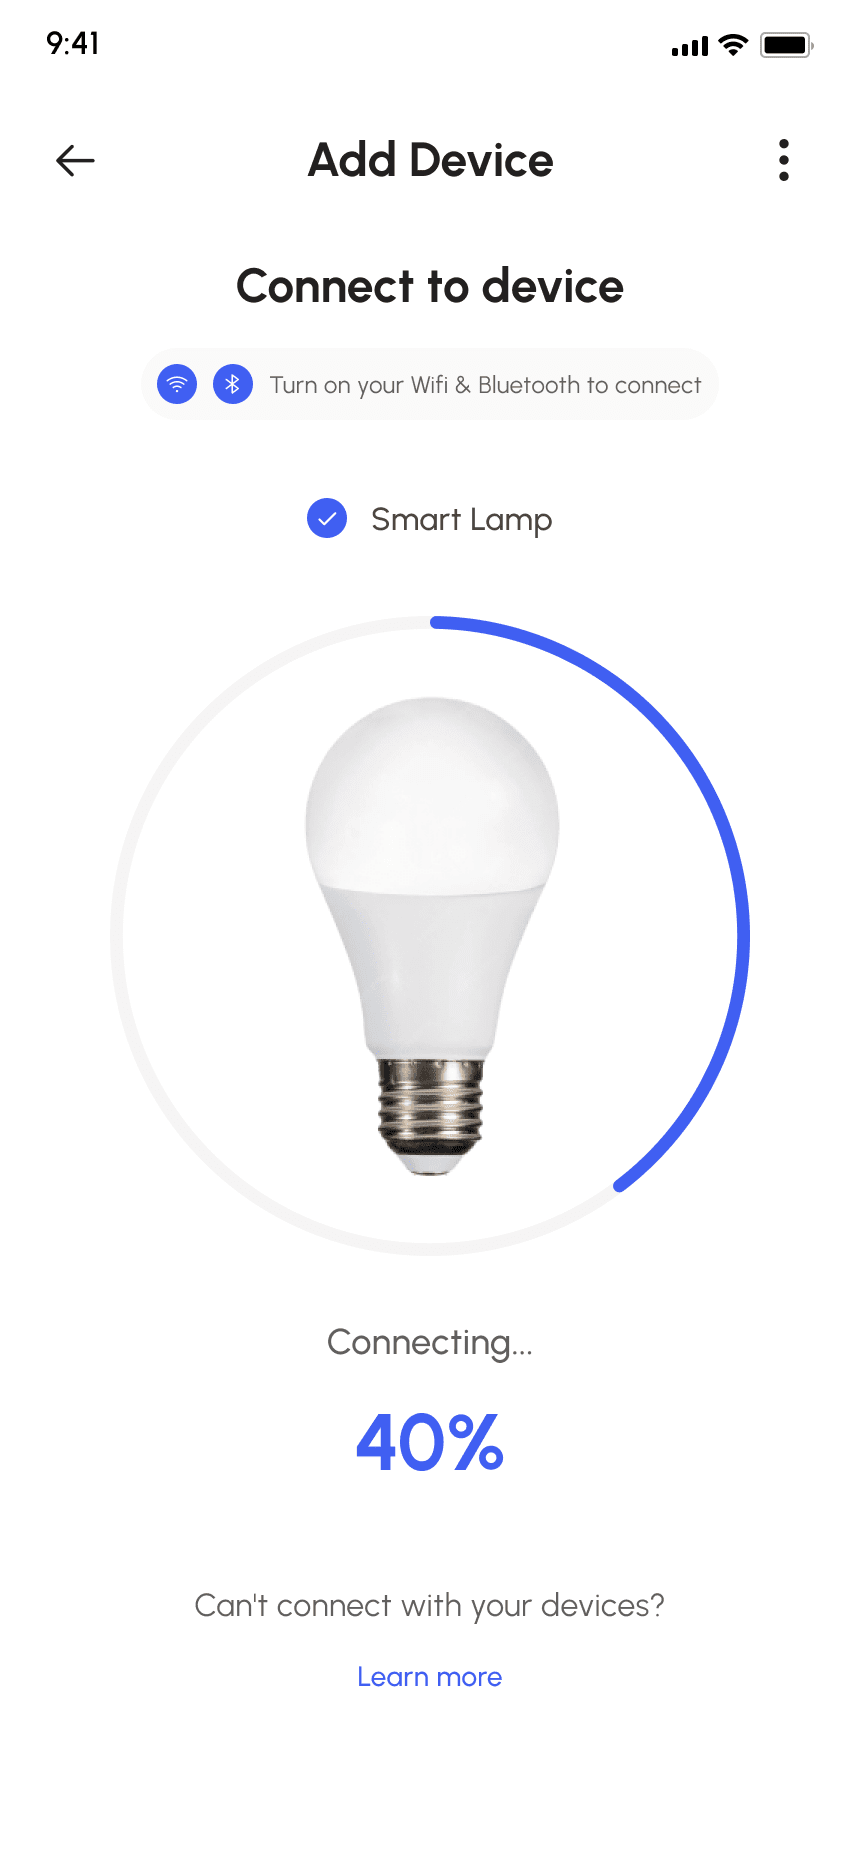 9:41
Add Device
Connect to device
Turn on your Wifi & Bluetooth to connect
Smart Lamp
Connecting...
40%
Can't connect with your devices?
Learn more